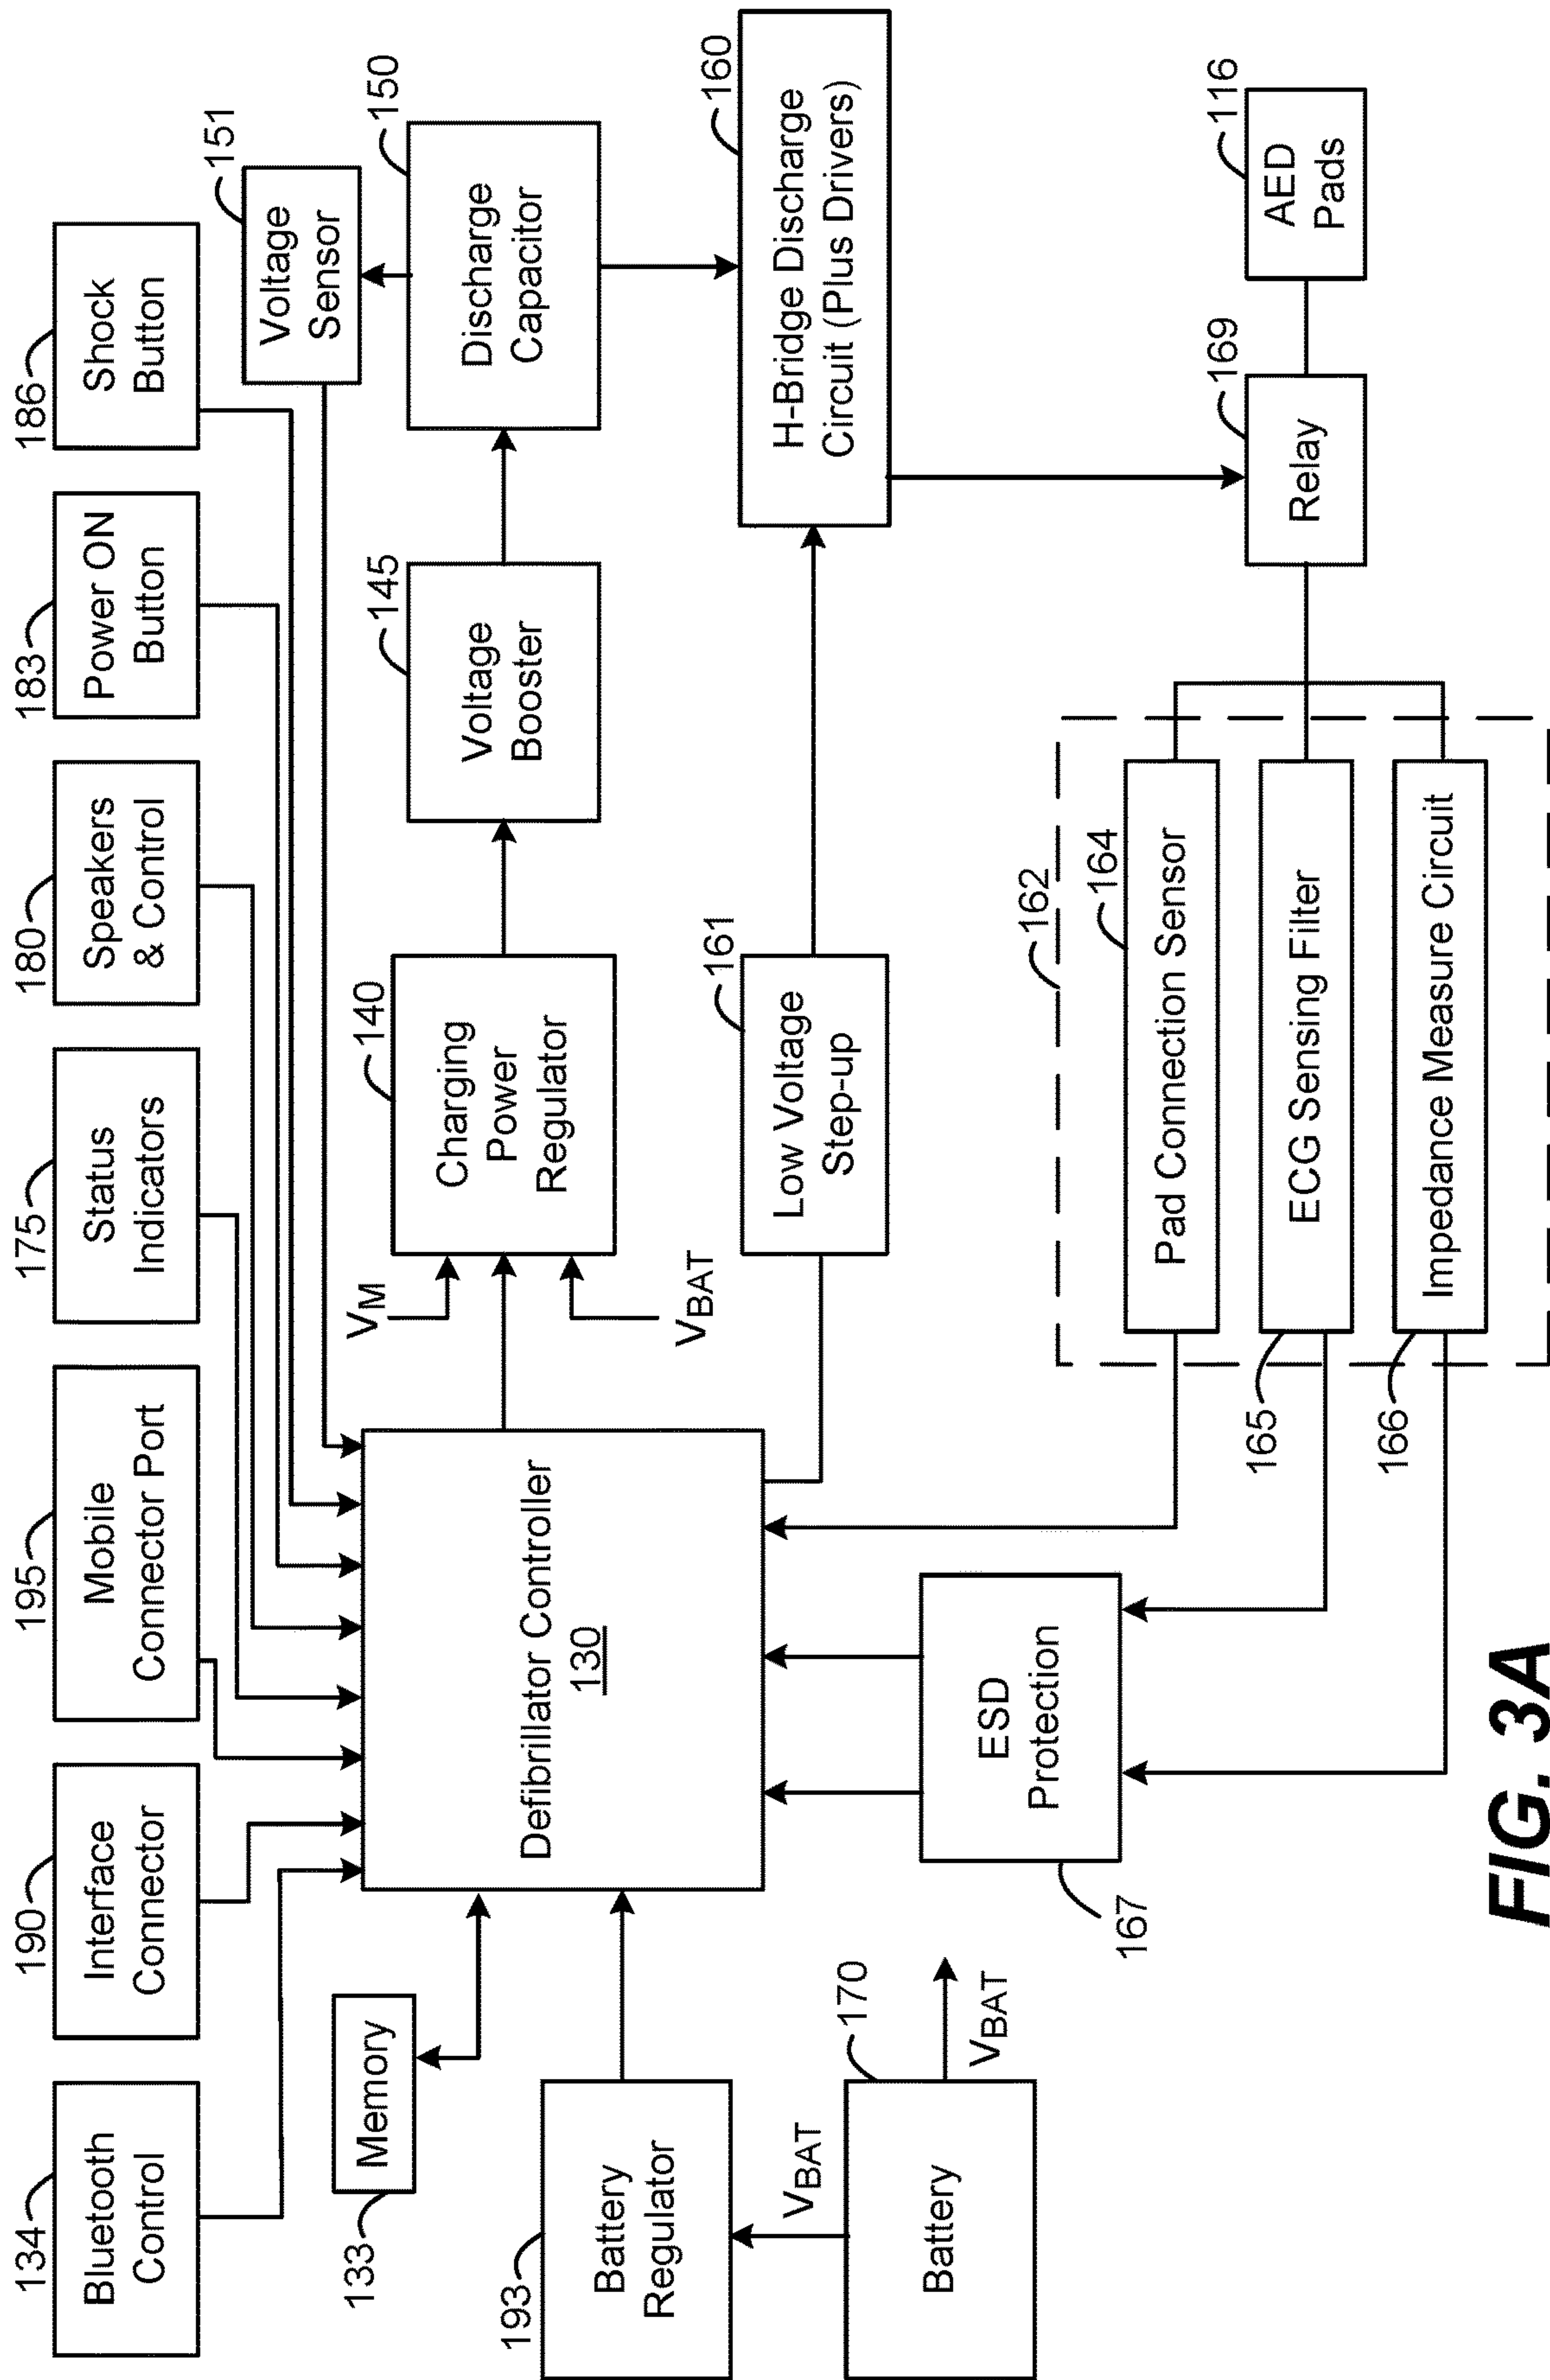 134
Bluetooth
Control
190
Interface
Connector
195
Mobile
Connector Port
175
Status
Indicators
180
Speakers
& Control
183
Power ON
Button
186
Shock
Button
151
Voltage
Sensor
133
Memory
Defibrillator Controller
130
V_M
V_BAT
140
Charging
Power
Regulator
145
Voltage
Booster
150
Discharge
Capacitor
193
Battery
Regulator
V_BAT
170
Battery
V_BAT
161
Low Voltage
Step-up
160
H-Bridge Discharge
Circuit (Plus Drivers)
167
ESD
Protection
162
164
Pad Connection Sensor
165
ECG Sensing Filter
166
Impedance Measure Circuit
169
Relay
116
AED
Pads
FIG. 3A